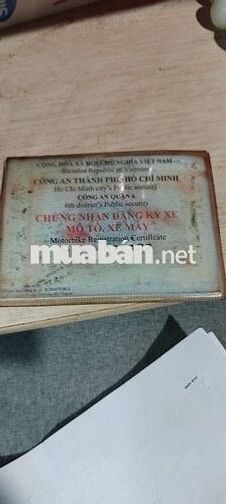 CỘNG HÒA XÃ HỘI CHỦ NGHĨA VIỆT NAM
Socialist Republic of Vietnam
CÔNG AN THÀNH PHỐ HỒ CHÍ MINH
Ho Chi Minh city's Public security
CÔNG AN QUẬN 6
6th district's Public security
CHỨNG NHẬN ĐĂNG KÝ XE
MÔ TÔ, XE MÁY
Motorbike Registration Certificate
muaban.net